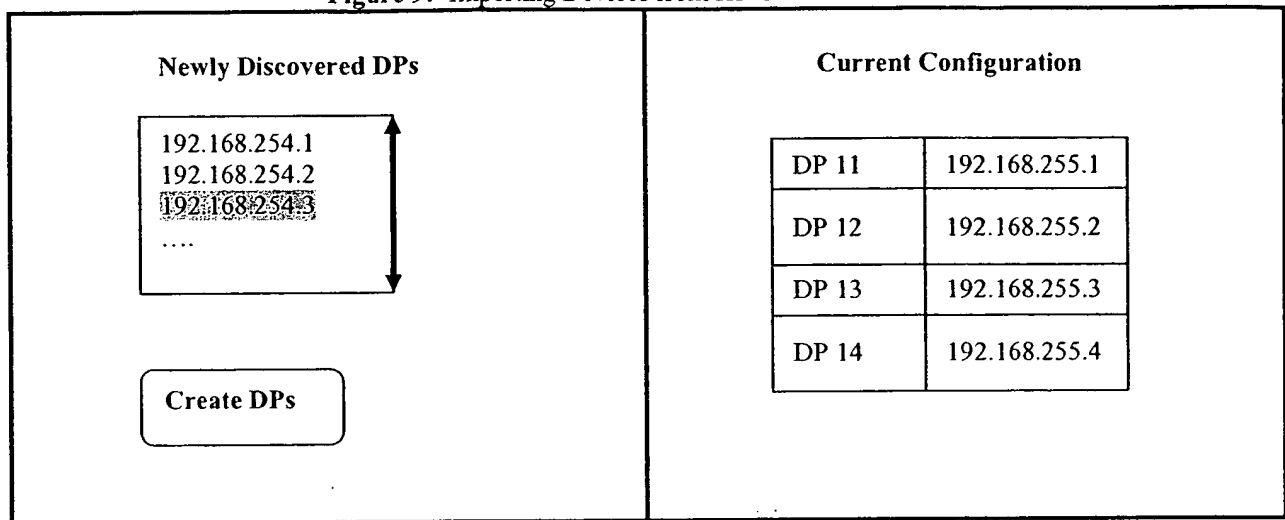 Newly Discovered DPs
192.168.254.1
192.168.254.2
192.168.254.3
....
Create DPs
Current Configuration
DP 11 192.168.255.1
DP 12 192.168.255.2
DP 13 192.168.255.3
DP 14 192.168.255.4